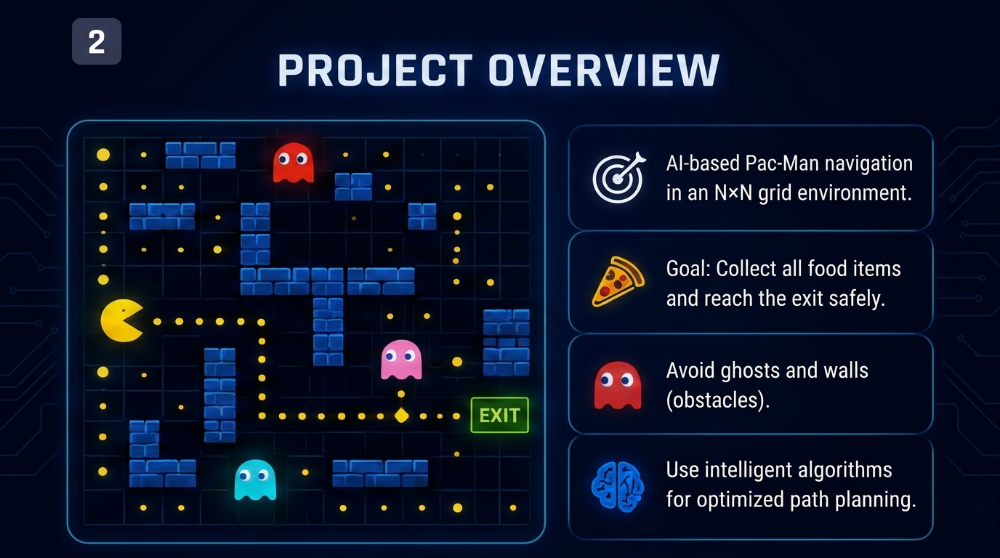 2
PROJECT OVERVIEW
EXIT
AI-based Pac-Man navigation
in an N×N grid environment.
Goal: Collect all food items
and reach the exit safely.
Avoid ghosts and walls
(obstacles).
Use intelligent algorithms
for optimized path planning.